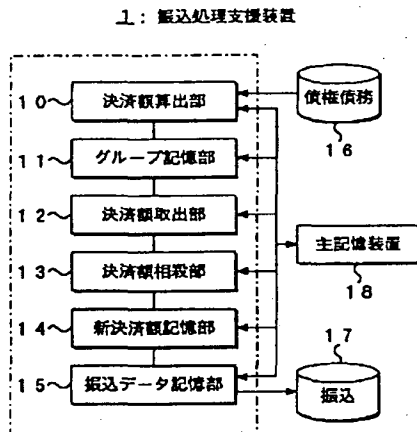 1：振込処理支援装置
10
決済額算出部
債権債務
16
11
グループ記憶部
12
決済額取出部
主記憶装置
18
13
決済額相殺部
14
新決済額記憶部
17
15
振込データ記憶部
振込